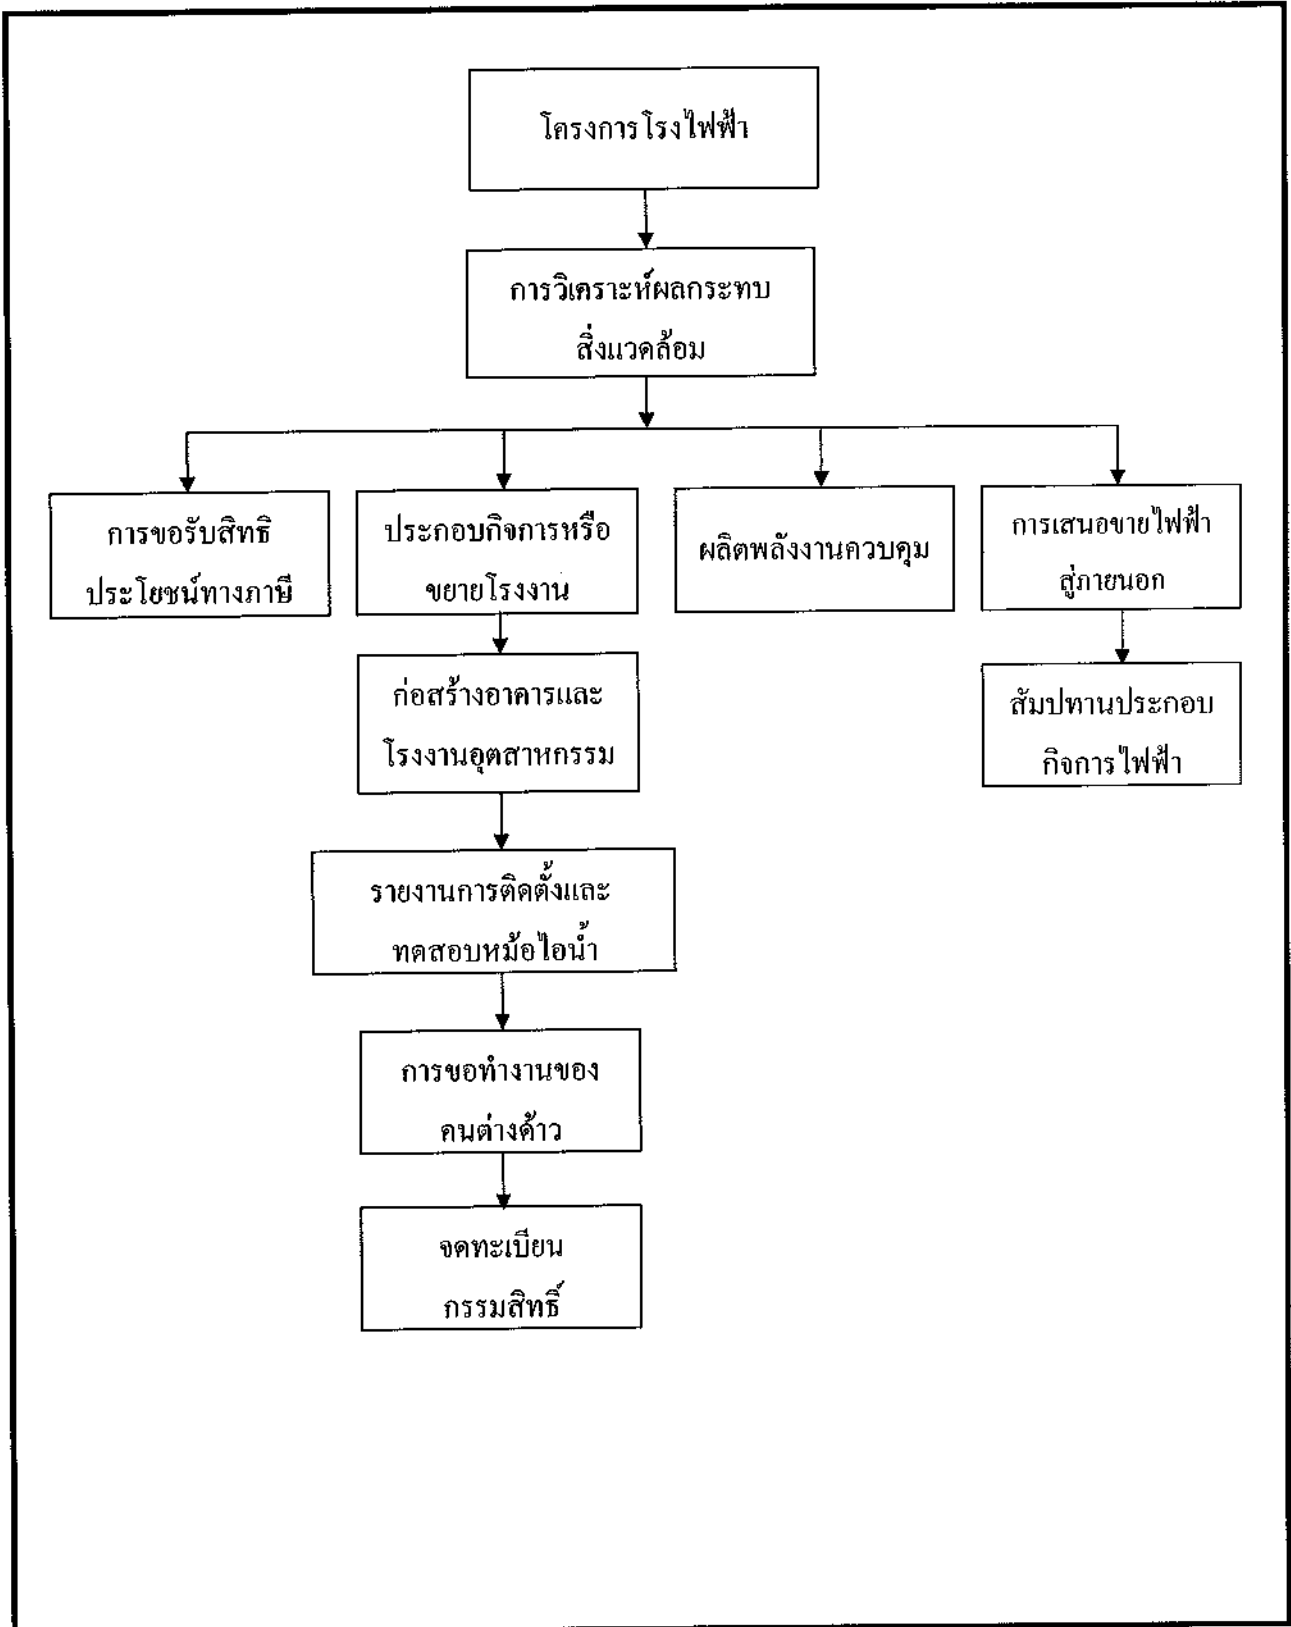 โครงการโรงไฟฟ้า
การวิเคราะห์ผลกระทบ
สิ่งแวดล้อม
การขอรับสิทธิ
ประโยชน์ทางภาษี
ประกอบกิจการหรือ
ขยายโรงงาน
ผลิตพลังงานควบคุม
การเสนอขายไฟฟ้า
สู่ภายนอก
ก่อสร้างอาคารและ
โรงงานอุตสาหกรรม
สัมปทานประกอบ
กิจการไฟฟ้า
รายงานการติดตั้งและ
ทดสอบหม้อไอน้ำ
การขอทำงานของ
คนต่างด้าว
จดทะเบียน
กรรมสิทธิ์